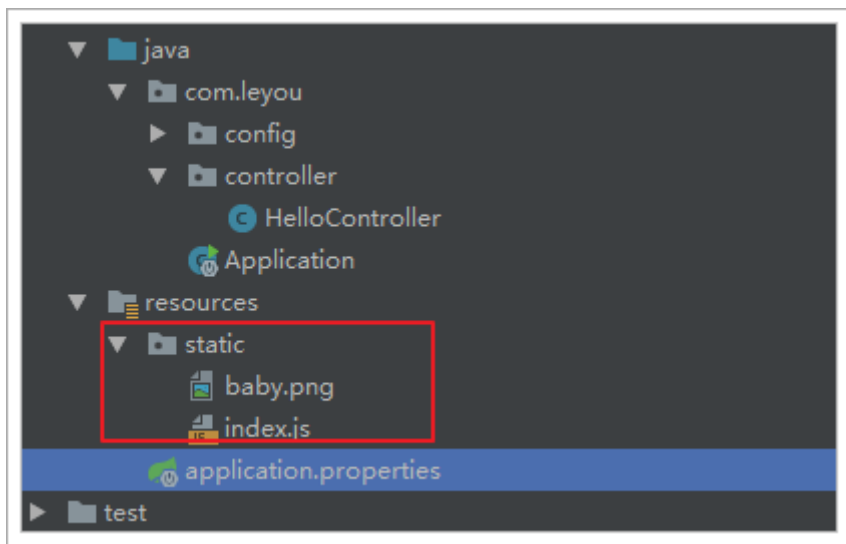 java
com.leyou
config
controller
HelloController
Application
resources
static
baby.png
index.js
application.properties
test